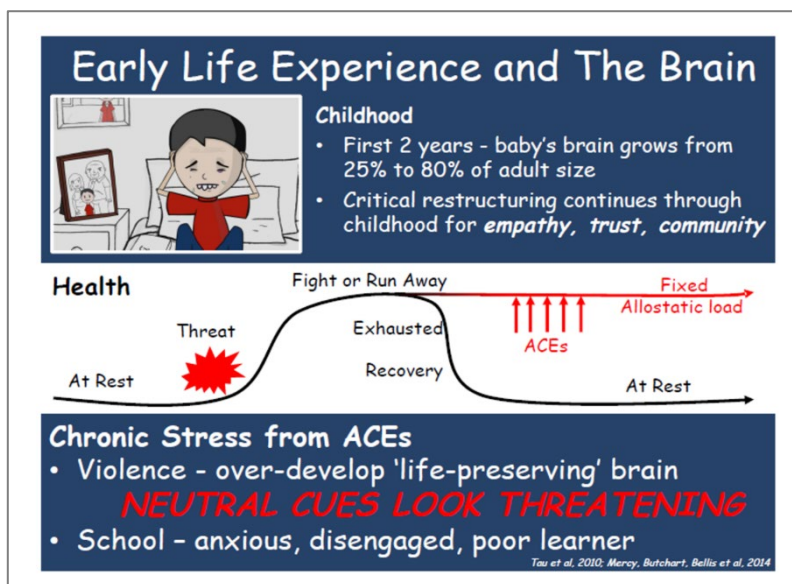 Early Life Experience and The Brain
Childhood
• First 2 years - baby's brain grows from
25% to 80% of adult size
• Critical restructuring continues through
childhood for empathy, trust, community
Health
Fight or Run Away
Fixed
Allostatic load
Threat
Exhausted
ACEs
Recovery
At Rest
At Rest
Chronic Stress from ACEs
• Violence - over-develop 'life-preserving' brain
NEUTRAL CUES LOOK THREATENING
• School – anxious, disengaged, poor learner
Tau et al, 2010; Mercy, Butchart, Bellis et al, 2014